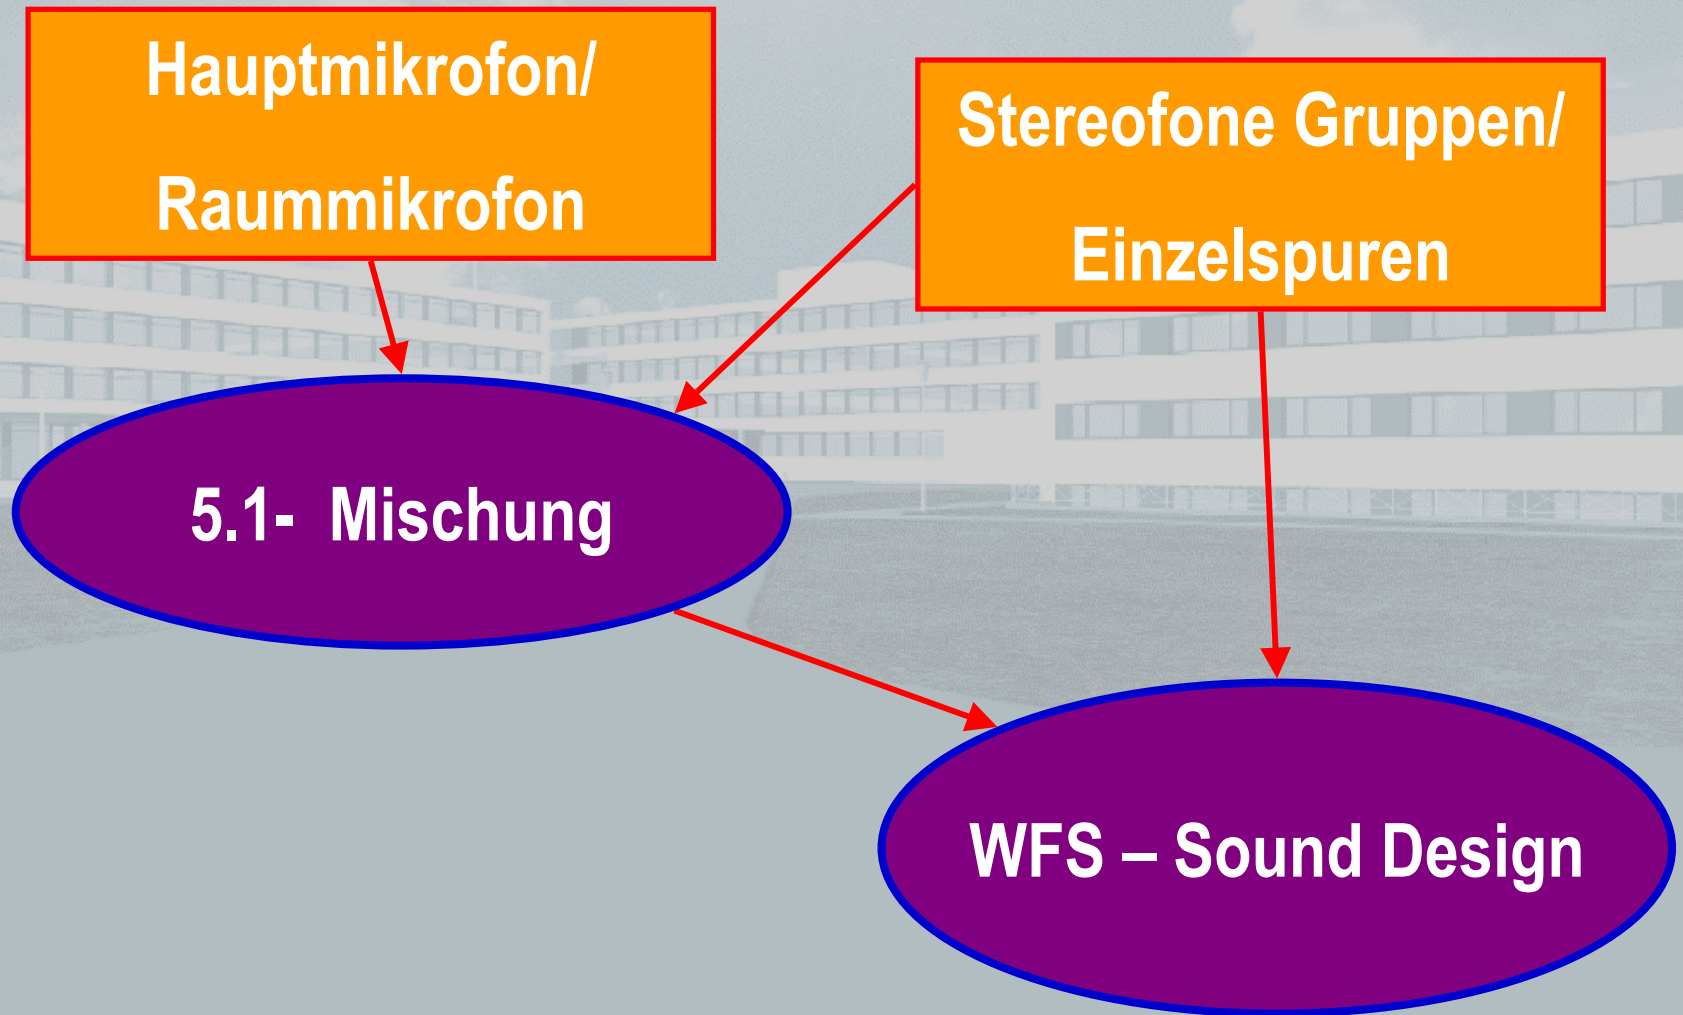 Hauptmikrofon/
Raummikrofon
Stereofone Gruppen/
Einzelspuren
5.1- Mischung
WFS – Sound Design